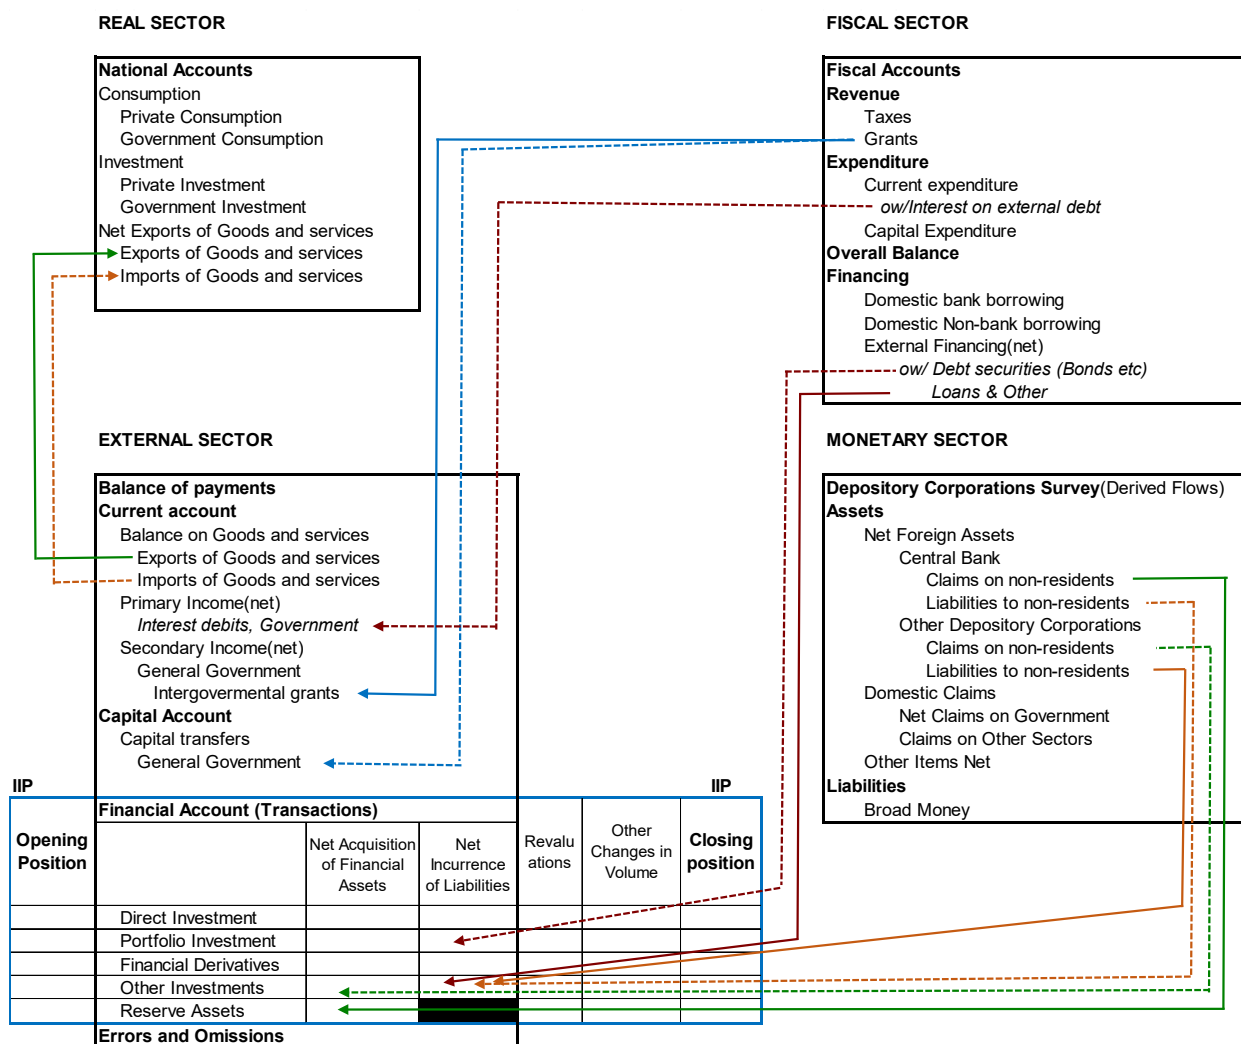 REAL SECTOR
National Accounts
Consumption
Private Consumption
Government Consumption
Investment
Private Investment
Government Investment
Net Exports of Goods and services
Exports of Goods and services
Imports of Goods and services
FISCAL SECTOR
Fiscal Accounts
Revenue
Taxes
Grants
Expenditure
Current expenditure
ow/Interest on external debt
Capital Expenditure
Overall Balance
Financing
Domestic bank borrowing
Domestic Non-bank borrowing
External Financing(net)
ow/ Debt securities (Bonds etc)
Loans & Other
EXTERNAL SECTOR
Balance of payments
Current account
Balance on Goods and services
Exports of Goods and services
Imports of Goods and services
Primary Income(net)
Interest debits, Government
Secondary Income(net)
General Government
Intergovermental grants
Capital Account
Capital transfers
General Government
MONETARY SECTOR
Depository Corporations Survey(Derived Flows)
Assets
Net Foreign Assets
Central Bank
Claims on non-residents
Liabilities to non-residents
Other Depository Corporations
Claims on non-residents
Liabilities to non-residents
Domestic Claims
Net Claims on Government
Claims on Other Sectors
Other Items Net
Liabilities
Broad Money
IIP
IIP
Financial Account (Transactions)
Opening
Position
Net Acquisition
of Financial
Assets
Net
Incurrence
of Liabilities
Revalu
ations
Other
Changes in
Volume
Closing
position
Direct Investment
Portfolio Investment
Financial Derivatives
Other Investments
Reserve Assets
Errors and Omissions